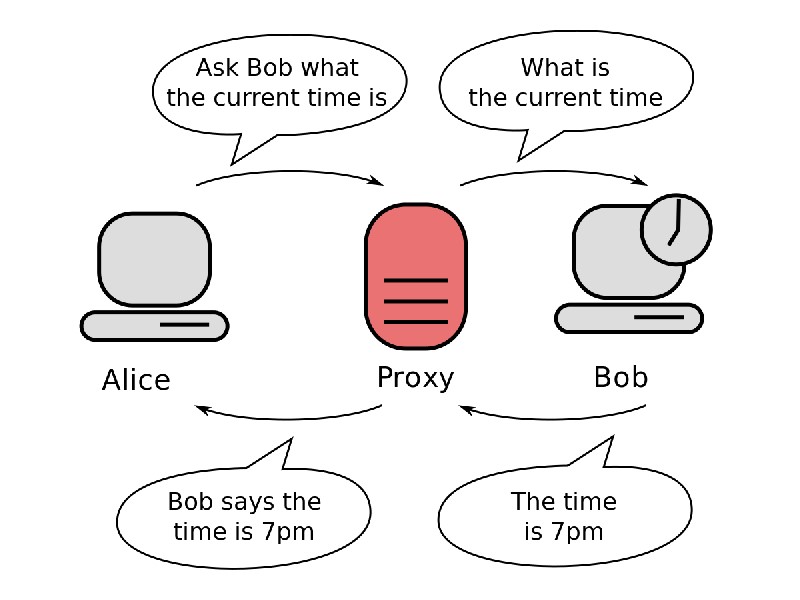 Ask Bob what
the current time is
What is
the current time
Alice
Proxy
Bob
Bob says the
time is 7pm
The time
is 7pm